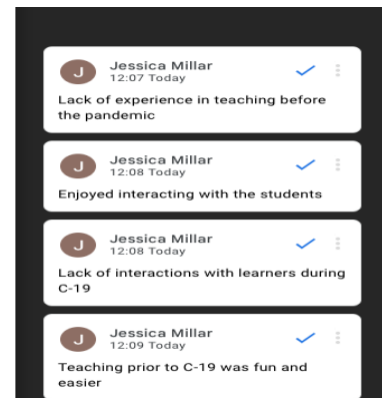 J
Jessica Millar
12:07 Today
Lack of experience in teaching before
the pandemic
J
Jessica Millar
12:08 Today
Enjoyed interacting with the students
J
Jessica Millar
12:08 Today
Lack of interactions with learners during
C-19
J
Jessica Millar
12:09 Today
Teaching prior to C-19 was fun and
easier